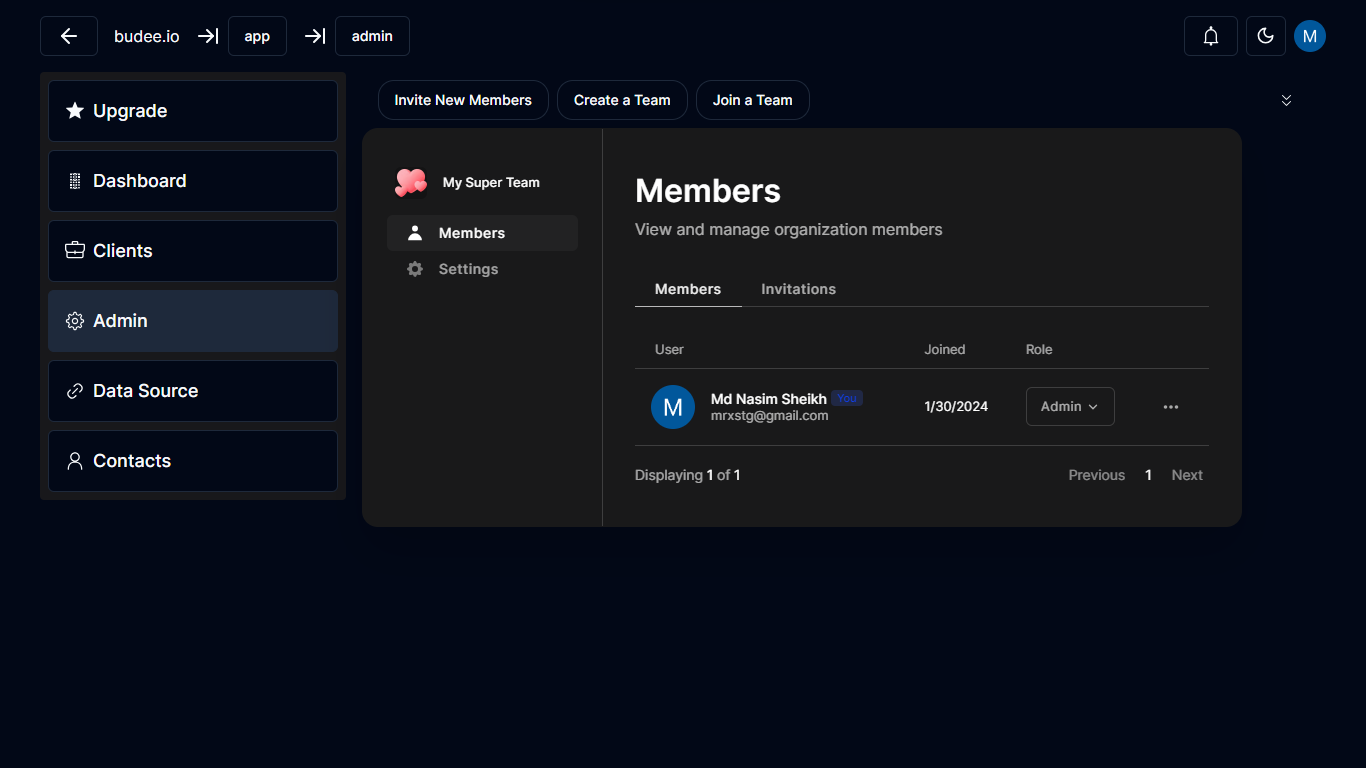 budee.io app admin M
Upgrade
Dashboard
Clients
Admin
Data Source
Contacts
Invite New Members Create a Team Join a Team
My Super Team
Members
Settings
Members
View and manage organization members
Members Invitations
User Joined Role
M Md Nasim Sheikh You 1/30/2024 Admin
mrxstg@gmail.com
Displaying 1 of 1 Previous 1 Next